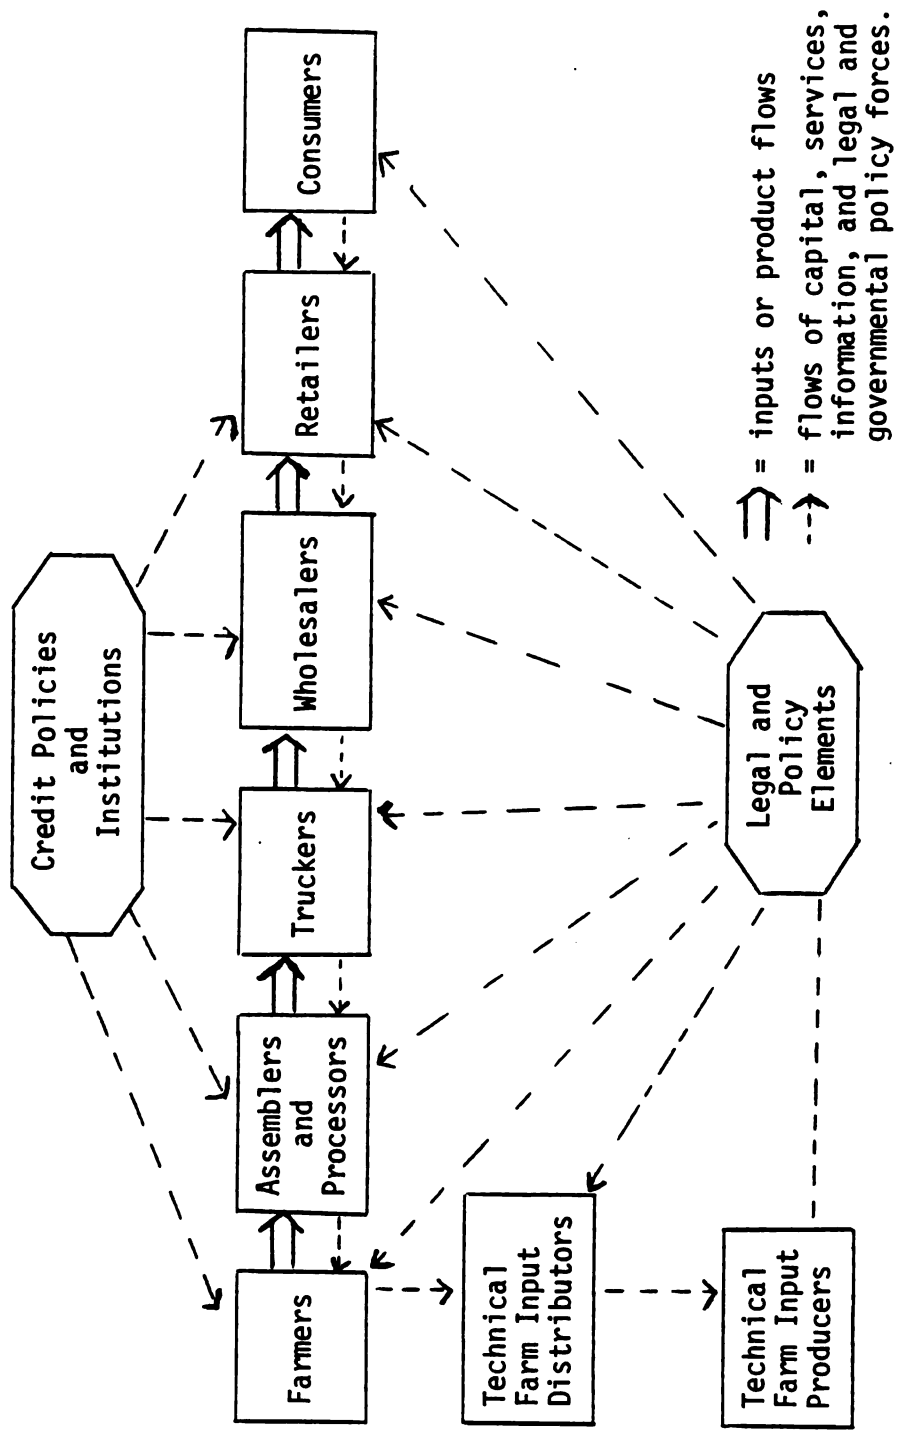 Credit Policies
and
Institutions
Farmers
Assemblers
and
Processors
Truckers
Wholesalers
Retailers
Consumers
Technical
Farm Input
Distributors
Technical
Farm Input
Producers
Legal and
Policy
Elements
= inputs or product flows
= flows of capital, services,
information, and legal and
governmental policy forces.